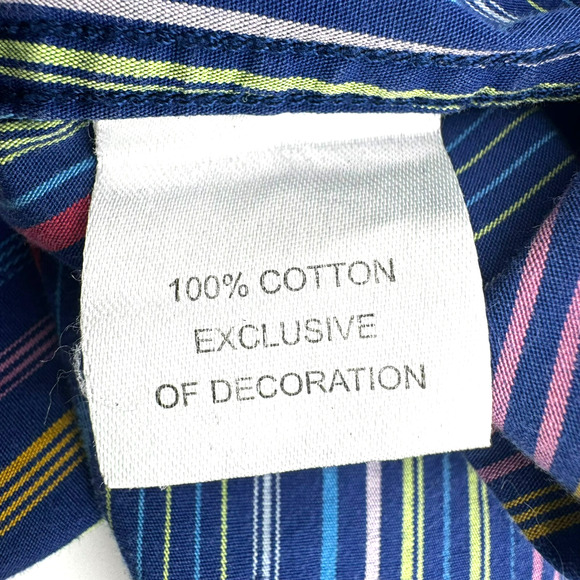 100% COTTON
EXCLUSIVE
OF DECORATION